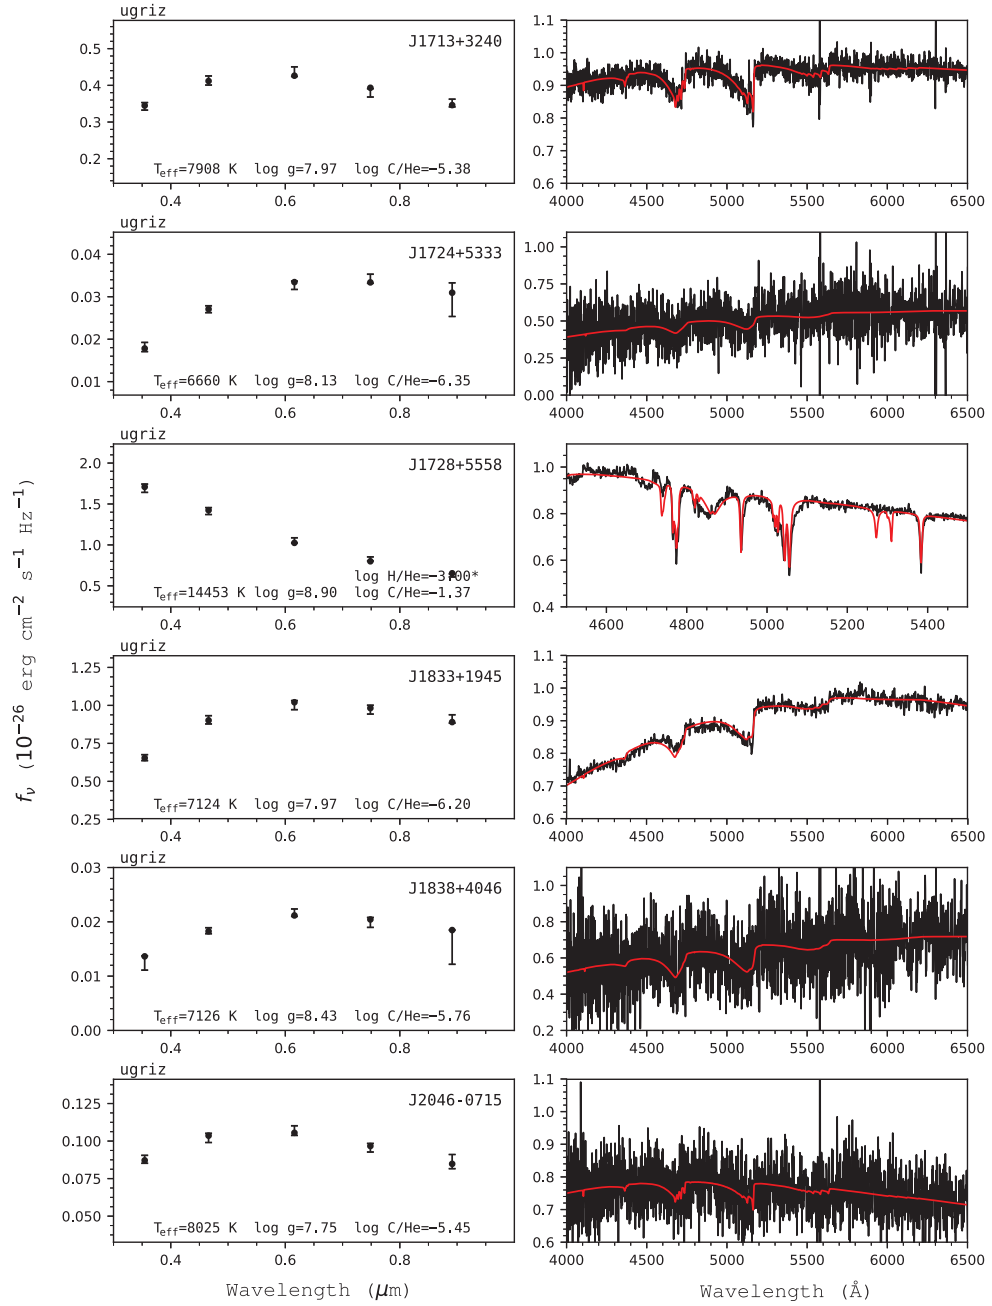 ugriz
J1713+3240
0.5
0.4
0.3
0.2
T_eff=7908 K log g=7.97 log C/He=−5.38
0.4 0.6 0.8
1.1
1.0
0.9
0.8
0.7
0.6
4000 4500 5000 5500 6000 6500
ugriz
J1724+5333
0.04
0.03
0.02
0.01
T_eff=6660 K log g=8.13 log C/He=−6.35
0.4 0.6 0.8
1.00
0.75
0.50
0.25
0.00
4000 4500 5000 5500 6000 6500
ugriz
J1728+5558
2.0
1.5
1.0
0.5
log H/He=−3.00*
T_eff=14453 K log g=8.90 log C/He=−1.37
0.4 0.6 0.8
1.0
0.8
0.6
0.4
4600 4800 5000 5200 5400
ugriz
J1833+1945
1.25
1.00
0.75
0.50
0.25
T_eff=7124 K log g=7.97 log C/He=−6.20
0.4 0.6 0.8
1.1
1.0
0.9
0.8
0.7
0.6
4000 4500 5000 5500 6000 6500
ugriz
J1838+4046
0.03
0.02
0.01
0.00
T_eff=7126 K log g=8.43 log C/He=−5.76
0.4 0.6 0.8
1.0
0.8
0.6
0.4
0.2
4000 4500 5000 5500 6000 6500
ugriz
J2046-0715
0.125
0.100
0.075
0.050
T_eff=8025 K log g=7.75 log C/He=−5.45
0.4 0.6 0.8
1.1
1.0
0.9
0.8
0.7
0.6
4000 4500 5000 5500 6000 6500
f_ν (10⁻²⁶ erg cm⁻² s⁻¹ Hz⁻¹)
Wavelength (μm)
Wavelength (Å)